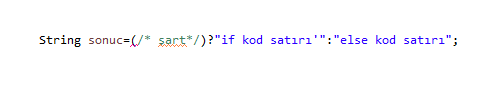 String sonuc=(/* şart*/)?"if kod satırı'":"else kod satırı";